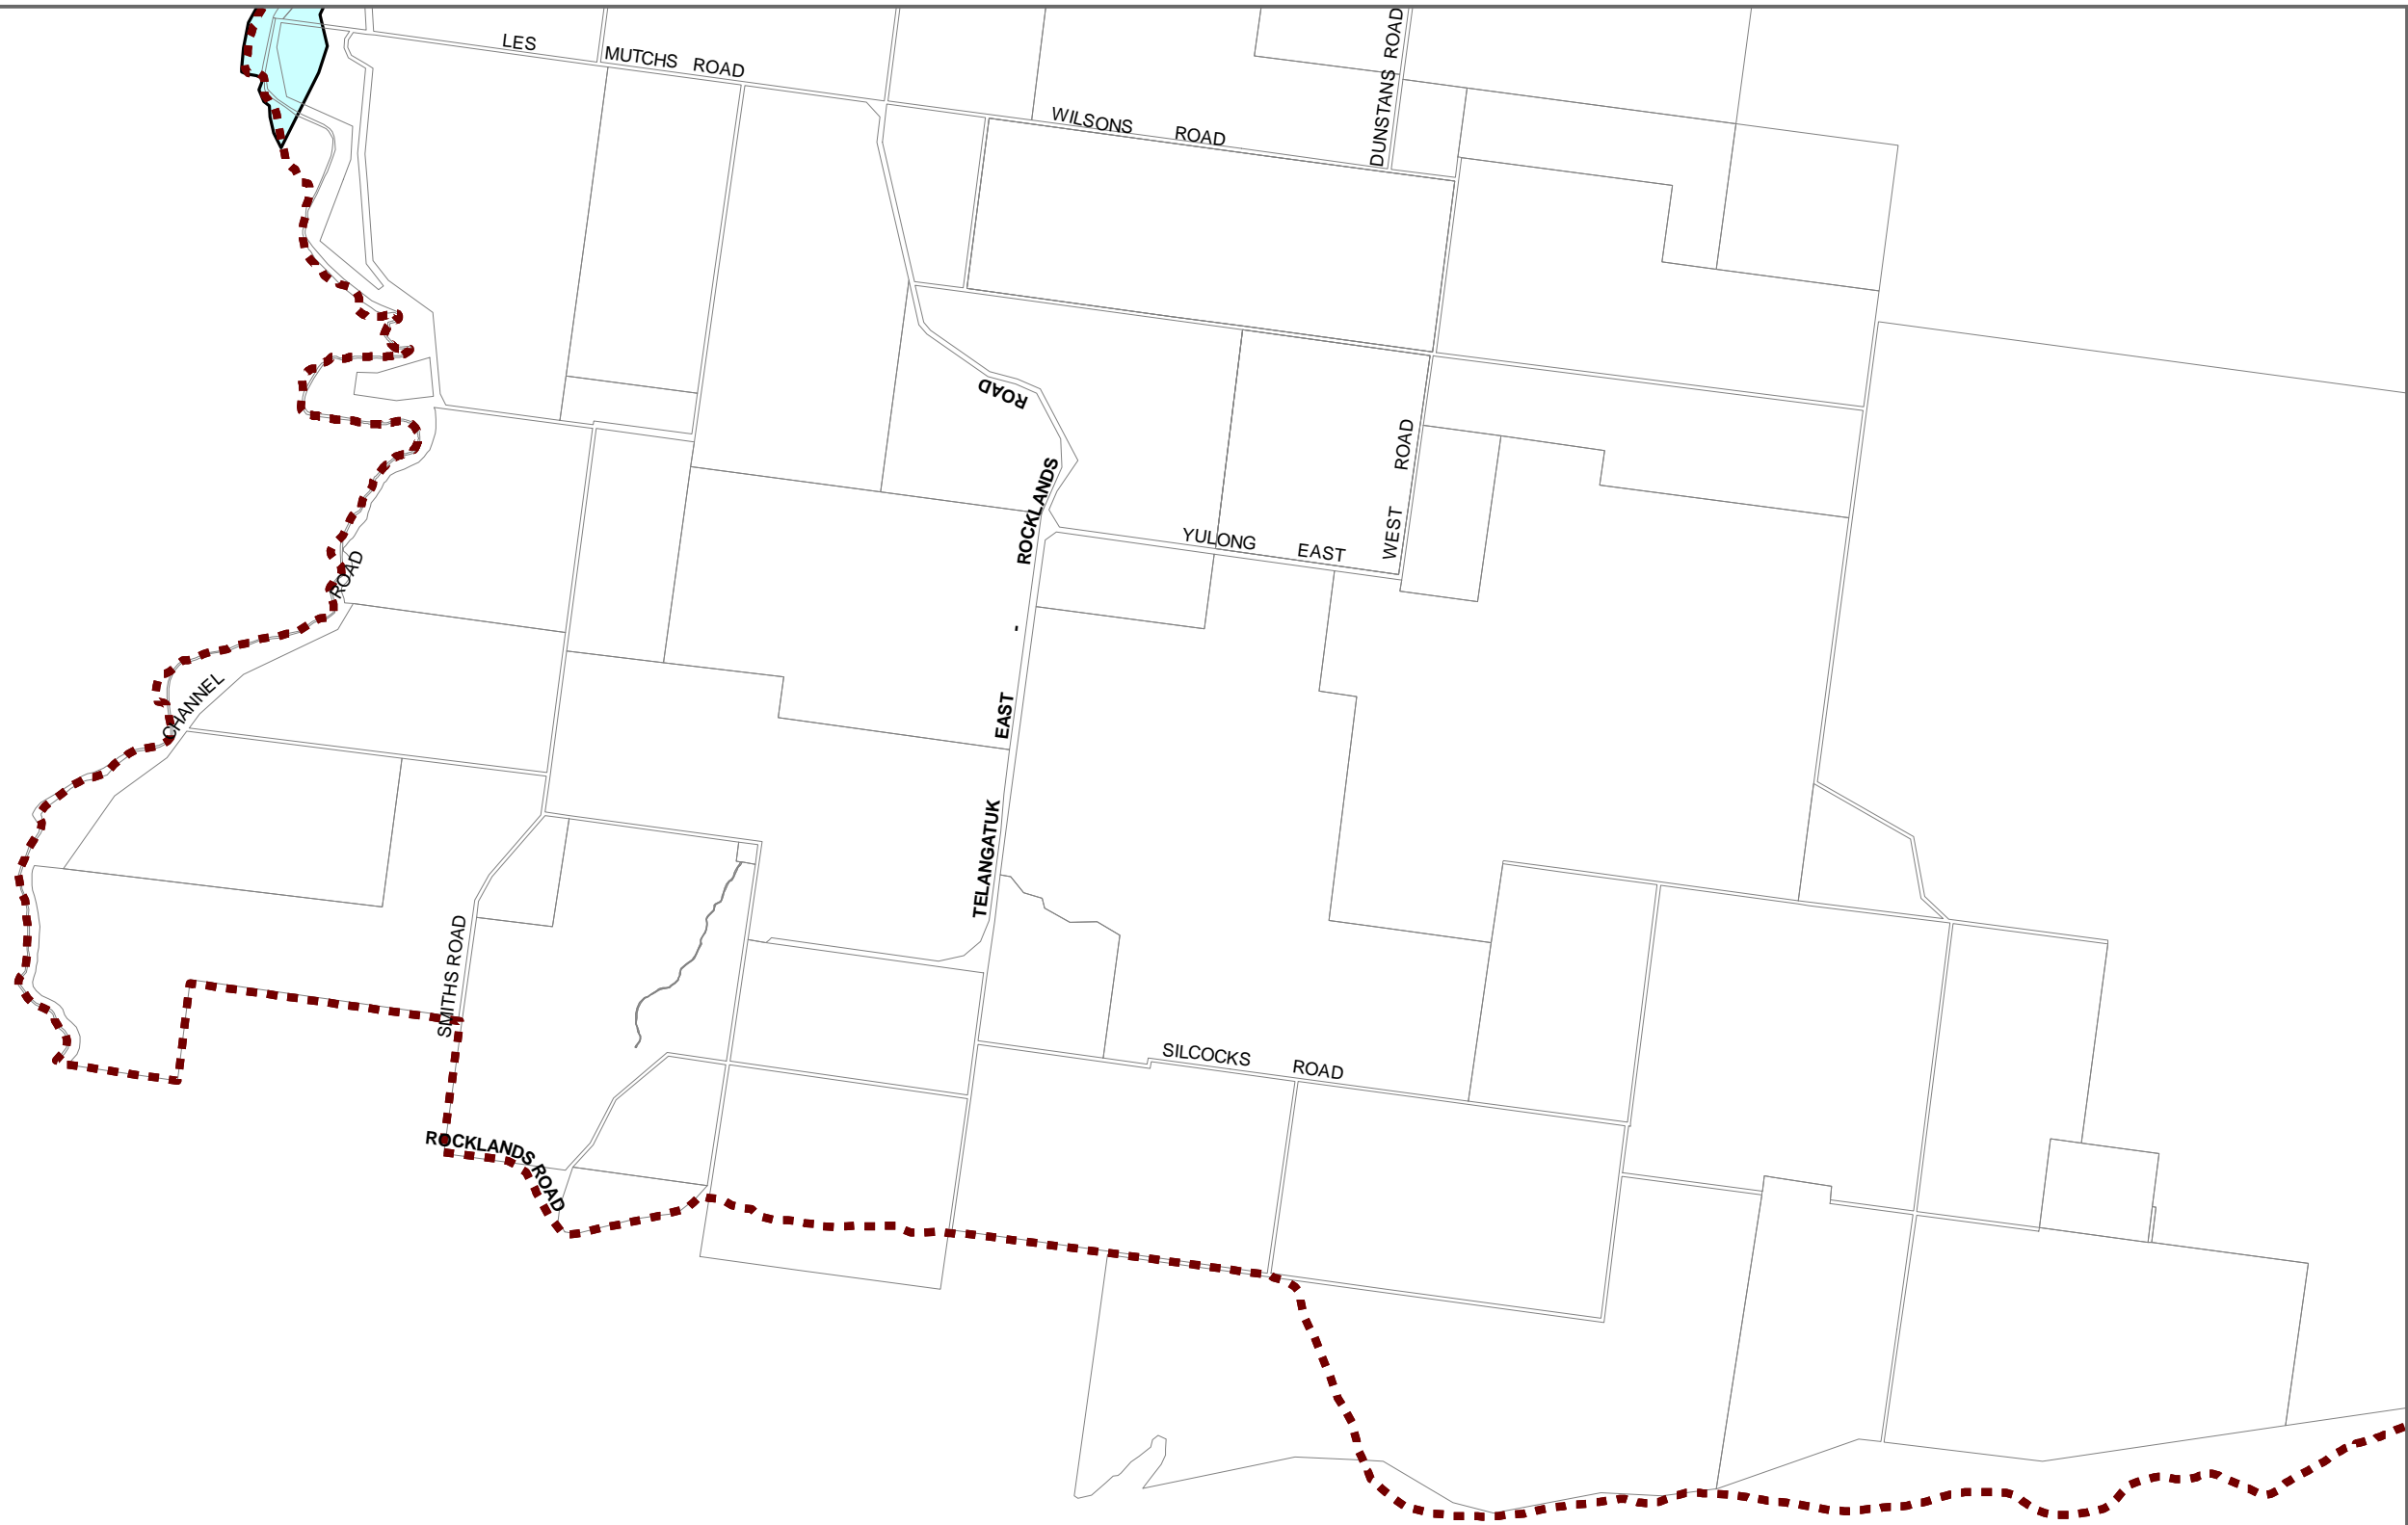 LES MUTCHS ROAD
WILSONS ROAD
DUNSTANS ROAD
ROAD
ROCKLANDS
-
EAST
TELANGATUK
WEST ROAD
YULONG EAST
CHANNEL ROAD
SMITHS ROAD
SILCOCKS ROAD
ROCKLANDS ROAD